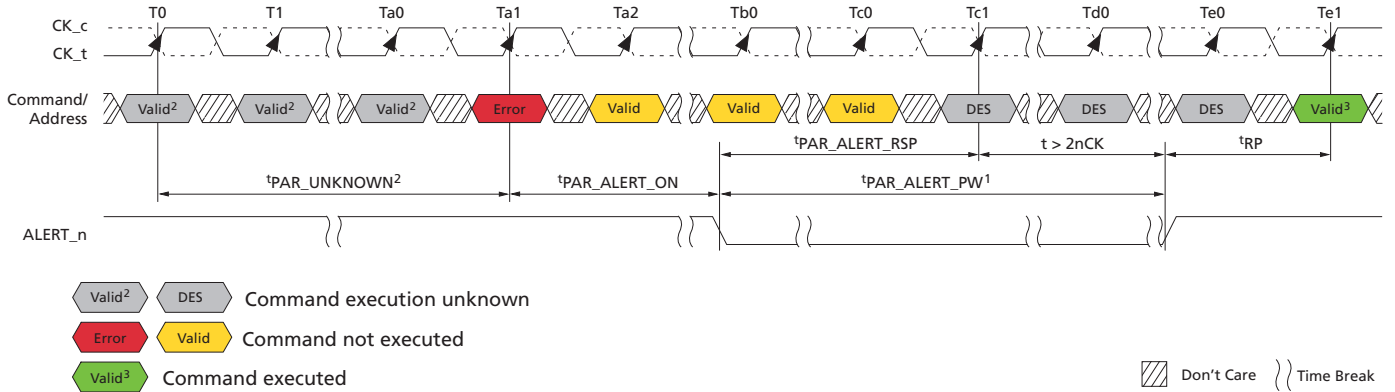 T0 T1 Ta0 Ta1 Ta2 Tb0 Tc0 Tc1 Td0 Te0 Te1
CK_c
CK_t
Command/
Address
Valid² Valid² Valid² Error Valid Valid Valid DES DES DES Valid³
ᵗPAR_ALERT_RSP t > 2nCK ᵗRP
ᵗPAR_UNKNOWN² ᵗPAR_ALERT_ON ᵗPAR_ALERT_PW¹
ALERT_n
Valid² DES Command execution unknown
Error Valid Command not executed
Valid³ Command executed
Don't Care Time Break